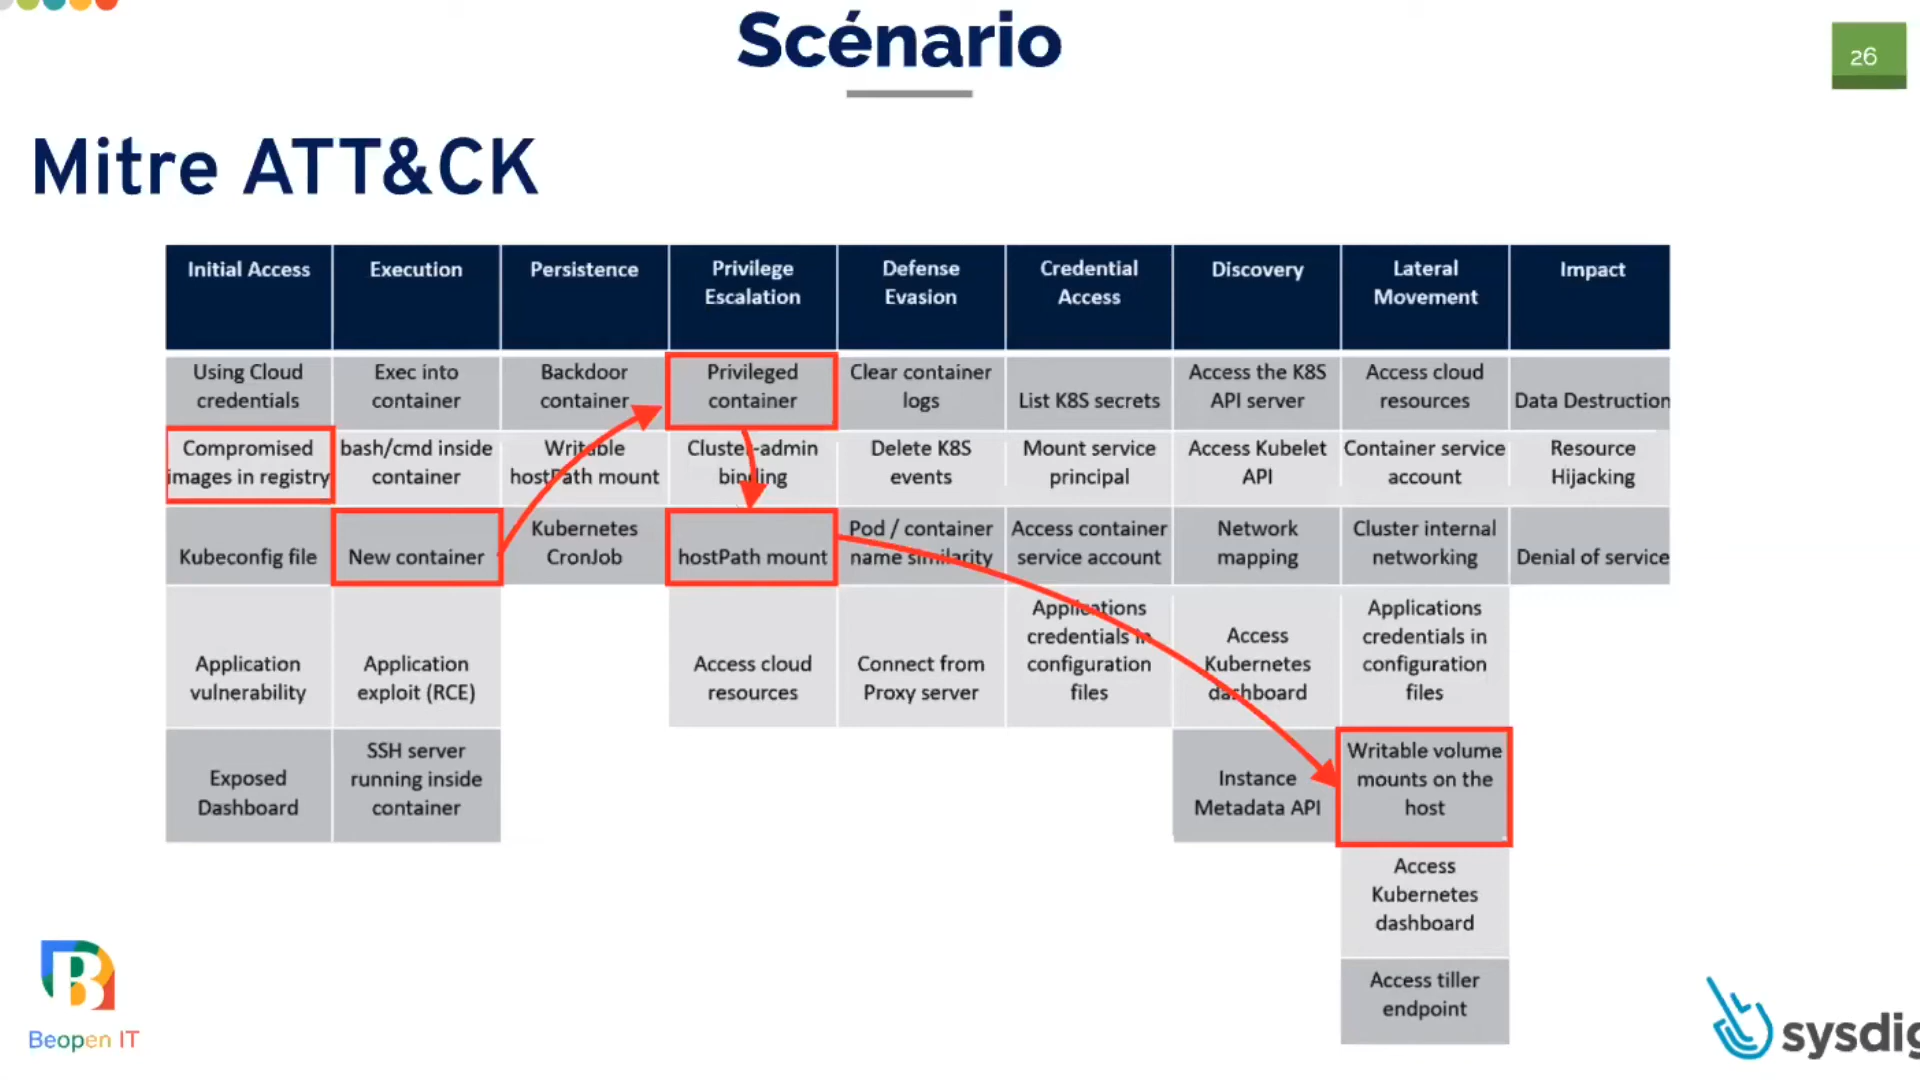 Scénario
26
Mitre ATT&CK
Initial Access
Execution
Persistence
Privilege
Escalation
Defense
Evasion
Credential
Access
Discovery
Lateral
Movement
Impact
Using Cloud
credentials
Exec into
container
Backdoor
container
Privileged
container
Clear container
logs
List K8S secrets
Access the K8S
API server
Access cloud
resources
Data Destruction
Compromised
images in registry
bash/cmd inside
container
Writable
hostPath mount
Cluster-admin
binding
Delete K8S
events
Mount service
principal
Access Kubelet
API
Container service
account
Resource
Hijacking
Kubeconfig file
New container
Kubernetes
CronJob
hostPath mount
Pod / container
name similarity
Access container
service account
Network
mapping
Cluster internal
networking
Denial of service
Application
vulnerability
Application
exploit (RCE)
Access cloud
resources
Connect from
Proxy server
Applications
credentials in
configuration
files
Access
Kubernetes
dashboard
Applications
credentials in
configuration
files
Exposed
Dashboard
SSH server
running inside
container
Instance
Metadata API
Writable volume
mounts on the
host
Access
Kubernetes
dashboard
Access tiller
endpoint
B
Beopen IT
sysdig